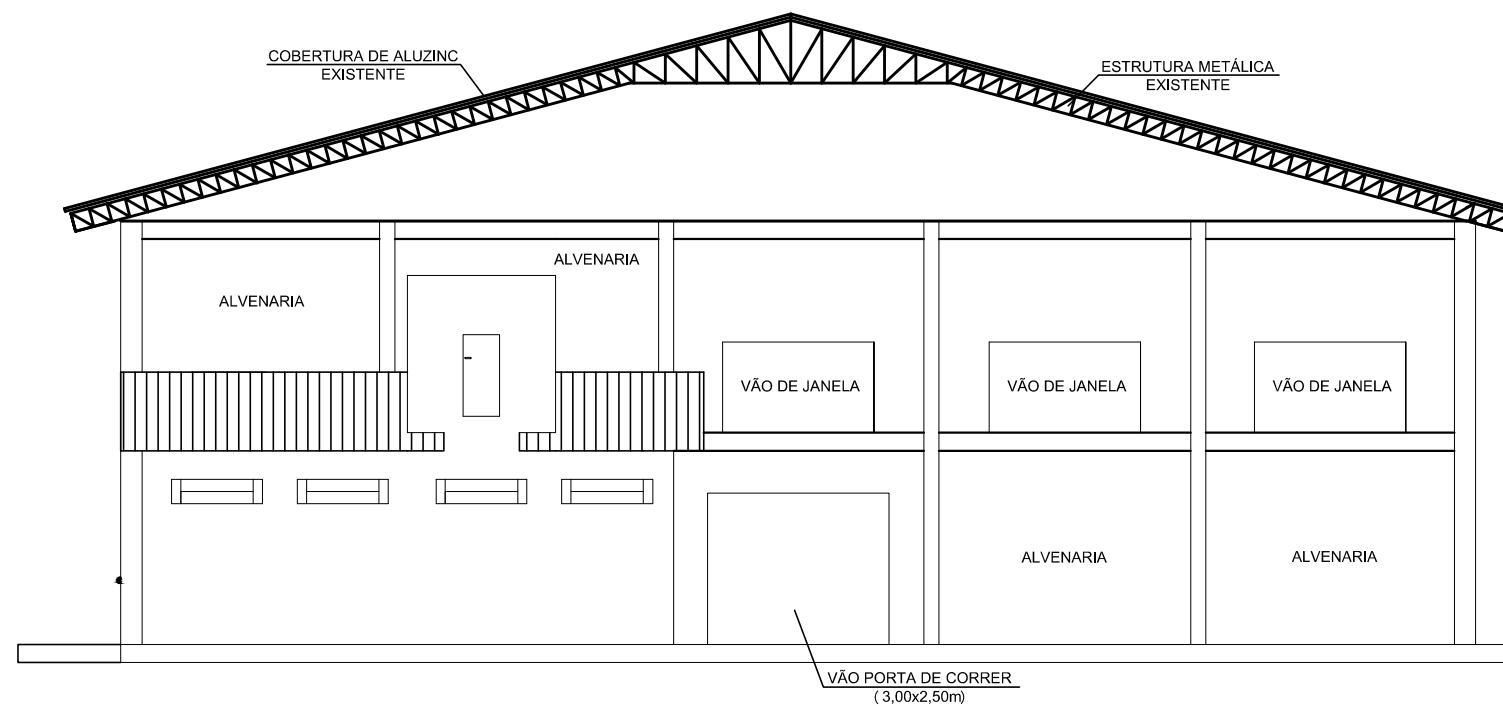 COBERTURA DE ALUZINC
EXISTENTE
ESTRUTURA METÁLICA
EXISTENTE
ALVENARIA
ALVENARIA
VÃO DE JANELA
VÃO DE JANELA
VÃO DE JANELA
ALVENARIA
ALVENARIA
VÃO PORTA DE CORRER
( 3,00x2,50m)